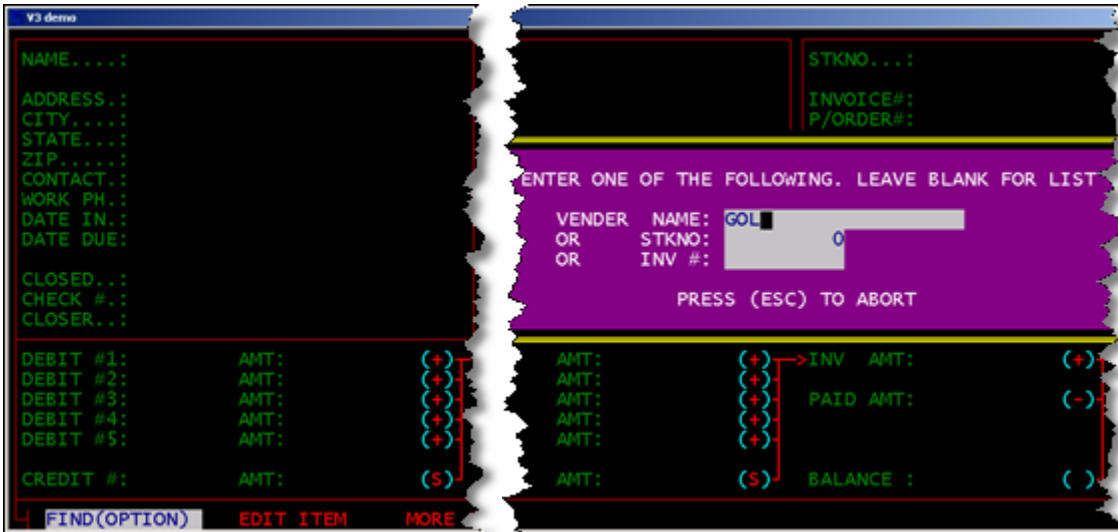 V3 demo
NAME....: STKNO...:
ADDRESS.: INVOICE#:
CITY....: P/ORDER#:
STATE...:
ZIP.....:
CONTACT.: ENTER ONE OF THE FOLLOWING. LEAVE BLANK FOR LIST
WORK PH.:
DATE IN.: VENDER NAME: GOL
DATE DUE: OR STKNO: 0
OR INV #:
CLOSED..:
CHECK #.: PRESS (ESC) TO ABORT
CLOSER..:
DEBIT #1: AMT: (+) AMT: (+)>INV AMT: (+)
DEBIT #2: AMT: (+) AMT: (+)
DEBIT #3: AMT: (+) AMT: (+) PAID AMT: (-)
DEBIT #4: AMT: (+) AMT: (+)
DEBIT #5: AMT: (+) AMT: (+)
CREDIT #: AMT: (S) AMT: (S) BALANCE : ( )
FIND(OPTION) EDIT ITEM MORE